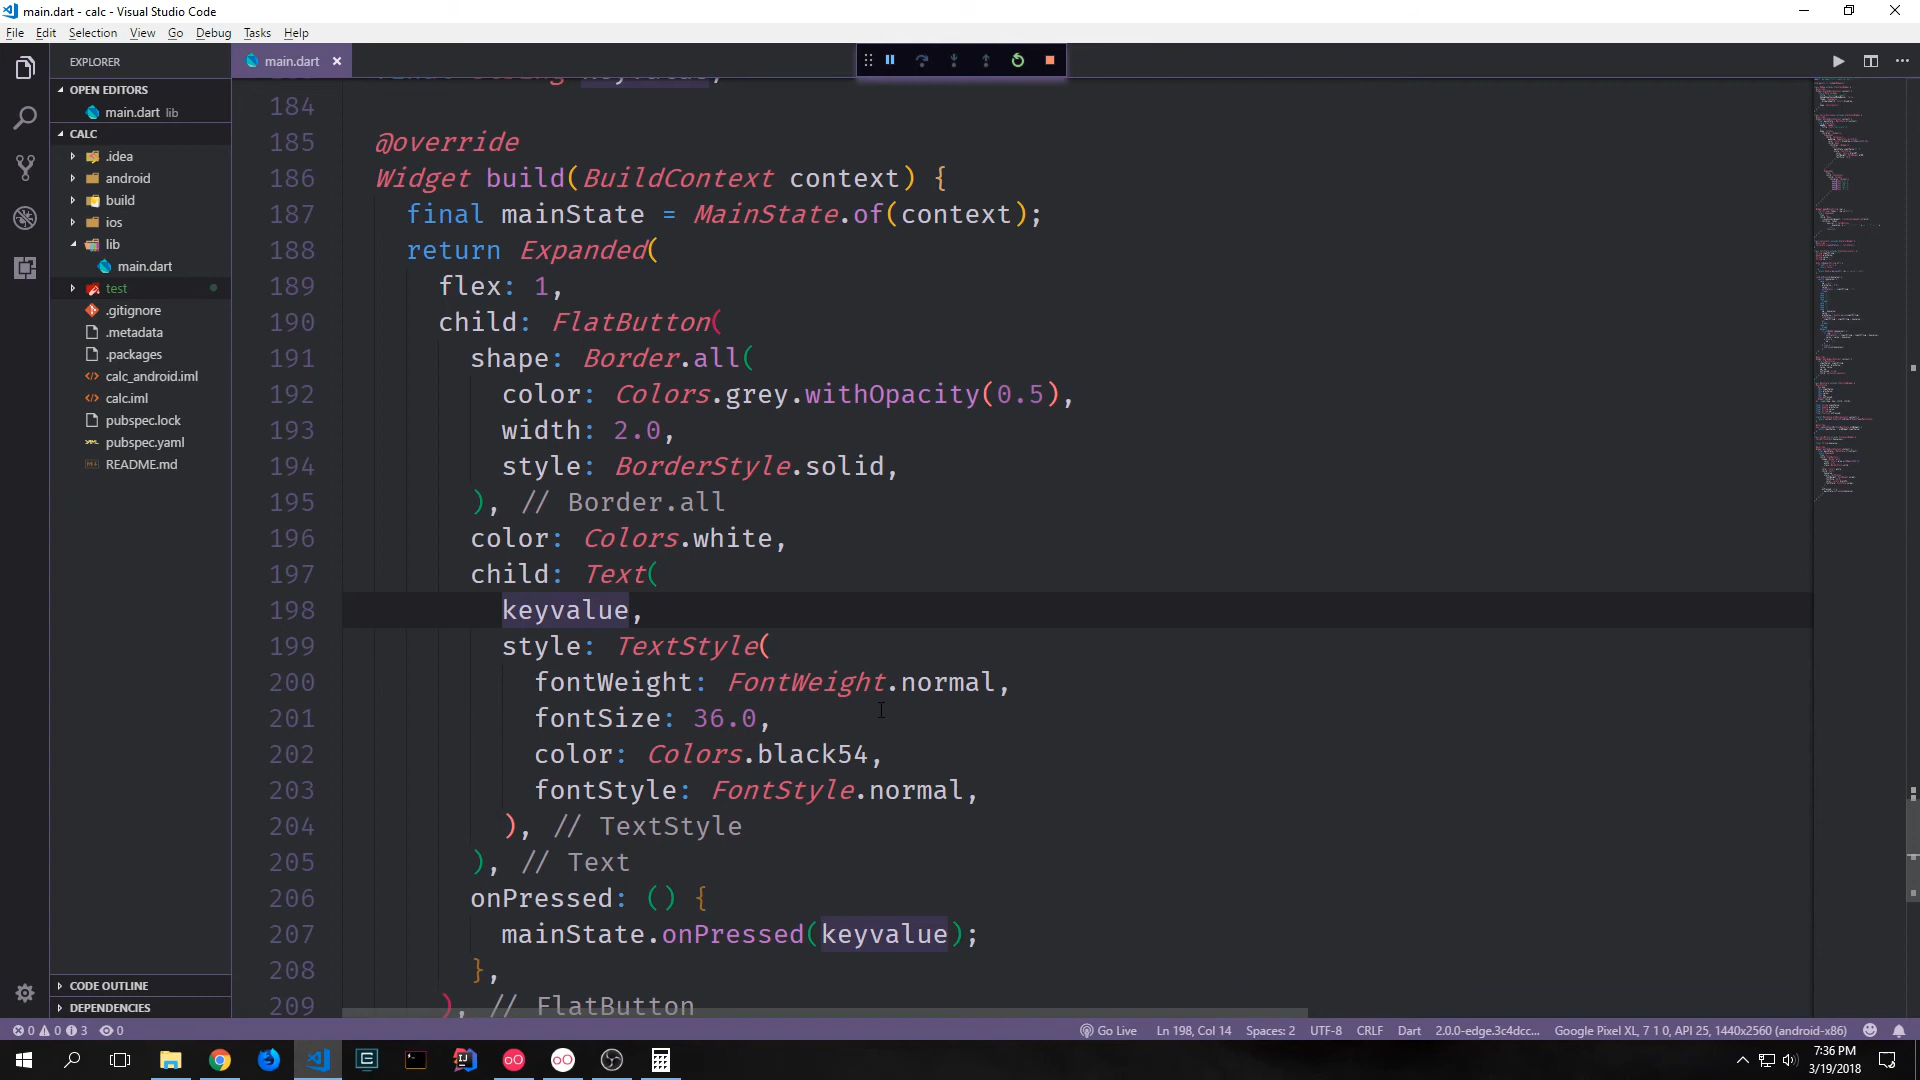 main.dart - calc - Visual Studio Code
File Edit Selection View Go Debug Tasks Help
EXPLORER
OPEN EDITORS
main.dart lib
CALC
.idea
android
build
ios
lib
main.dart
test
.gitignore
.metadata
.packages
calc_android.iml
calc.iml
pubspec.lock
pubspec.yaml
README.md
CODE OUTLINE
DEPENDENCIES
main.dart
184
185 @override
186 Widget build(BuildContext context) {
187 final mainState = MainState.of(context);
188 return Expanded(
189 flex: 1,
190 child: FlatButton(
191 shape: Border.all(
192 color: Colors.grey.withOpacity(0.5),
193 width: 2.0,
194 style: BorderStyle.solid,
195 ), // Border.all
196 color: Colors.white,
197 child: Text(
198 keyvalue,
199 style: TextStyle(
200 fontWeight: FontWeight.normal,
201 fontSize: 36.0,
202 color: Colors.black54,
203 fontStyle: FontStyle.normal,
204 ), // TextStyle
205 ), // Text
206 onPressed: () {
207 mainState.onPressed(keyvalue);
208 },
209 ), // FlatButton
0 0 3 0 Go Live Ln 198, Col 14 Spaces: 2 UTF-8 CRLF Dart 2.0.0-edge.3c4dcc... Google Pixel XL, 7 1 0, API 25, 1440x2560 (android-x86)
7:36 PM
3/19/2018